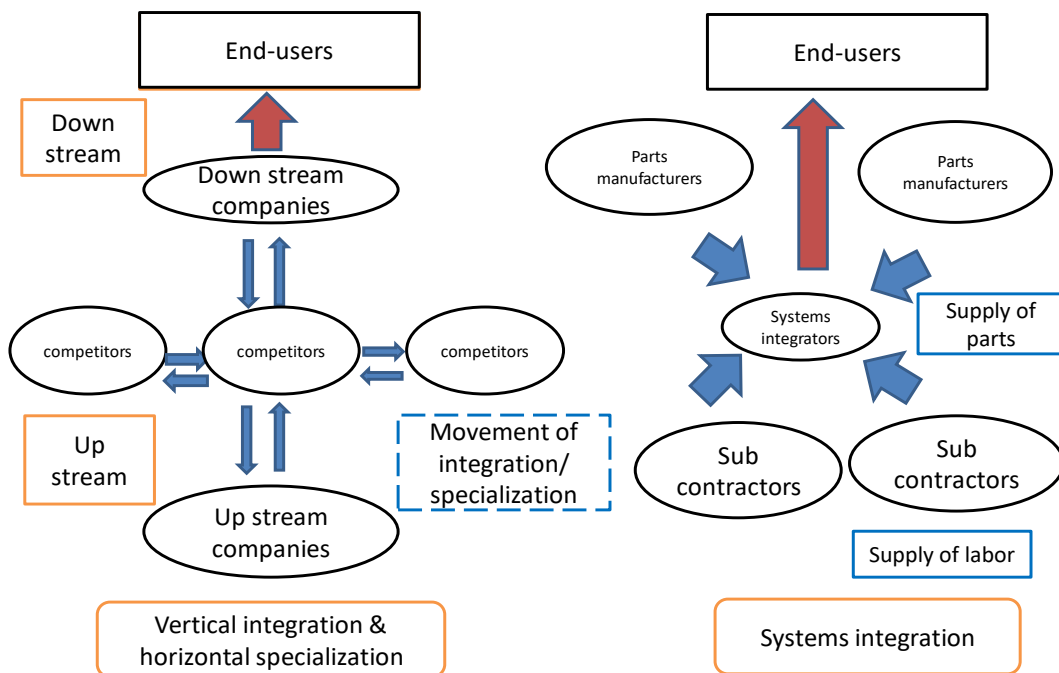 End-users
Down
stream
Down stream
companies
competitors
competitors
competitors
Up
stream
Movement of
integration/
specialization
Up stream
companies
Vertical integration &
horizontal specialization
End-users
Parts
manufacturers
Parts
manufacturers
Systems
integrators
Supply of
parts
Sub
contractors
Sub
contractors
Supply of labor
Systems integration